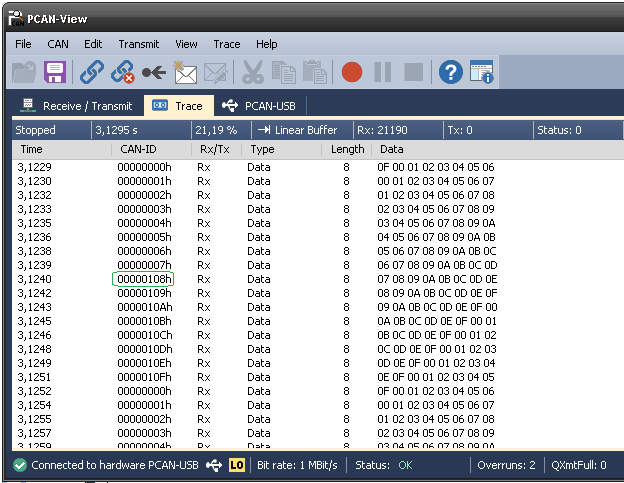 PCAN-View
File CAN Edit Transmit View Trace Help
Receive / Transmit Trace PCAN-USB
Stopped 3,1295 s 21,19 % Linear Buffer Rx: 21190 Tx: 0 Status: 0
Time CAN-ID Rx/Tx Type Length Data
3,1229 00000000h Rx Data 8 0F 00 01 02 03 04 05 06
3,1230 00000001h Rx Data 8 00 01 02 03 04 05 06 07
3,1232 00000002h Rx Data 8 01 02 03 04 05 06 07 08
3,1233 00000003h Rx Data 8 02 03 04 05 06 07 08 09
3,1235 00000004h Rx Data 8 03 04 05 06 07 08 09 0A
3,1236 00000005h Rx Data 8 04 05 06 07 08 09 0A 0B
3,1238 00000006h Rx Data 8 05 06 07 08 09 0A 0B 0C
3,1239 00000007h Rx Data 8 06 07 08 09 0A 0B 0C 0D
3,1240 00000108h Rx Data 8 07 08 09 0A 0B 0C 0D 0E
3,1242 00000109h Rx Data 8 08 09 0A 0B 0C 0D 0E 0F
3,1243 0000010Ah Rx Data 8 09 0A 0B 0C 0D 0E 0F 00
3,1245 0000010Bh Rx Data 8 0A 0B 0C 0D 0E 0F 00 01
3,1246 0000010Ch Rx Data 8 0B 0C 0D 0E 0F 00 01 02
3,1248 0000010Dh Rx Data 8 0C 0D 0E 0F 00 01 02 03
3,1249 0000010Eh Rx Data 8 0D 0E 0F 00 01 02 03 04
3,1251 0000010Fh Rx Data 8 0E 0F 00 01 02 03 04 05
3,1252 00000000h Rx Data 8 0F 00 01 02 03 04 05 06
3,1254 00000001h Rx Data 8 00 01 02 03 04 05 06 07
3,1255 00000002h Rx Data 8 01 02 03 04 05 06 07 08
3,1257 00000003h Rx Data 8 02 03 04 05 06 07 08 09
3,1259 00000004h Rx Data 8 03 04 05 06 07 08 09 0A
Connected to hardware PCAN-USB LO Bit rate: 1 MBit/s Status: OK Overruns: 2 QXmtFull: 0